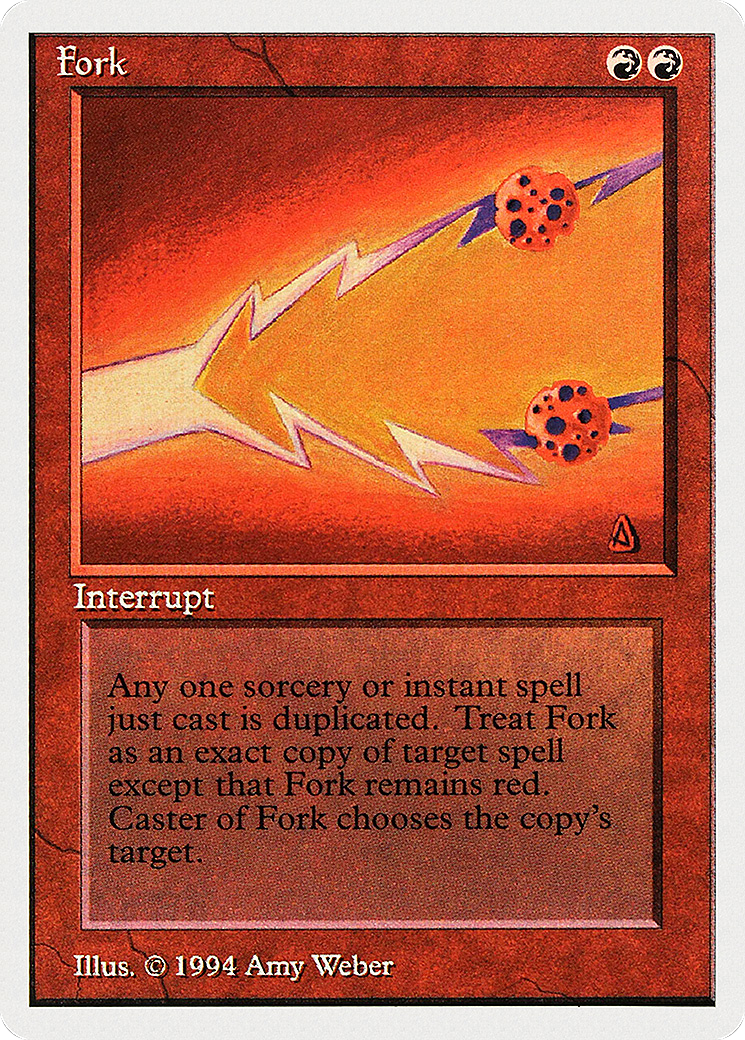 Fork
Interrupt
Any one sorcery or instant spell
just cast is duplicated. Treat Fork
as an exact copy of target spell
except that Fork remains red.
Caster of Fork chooses the copy's
target.
Illus. © 1994 Amy Weber